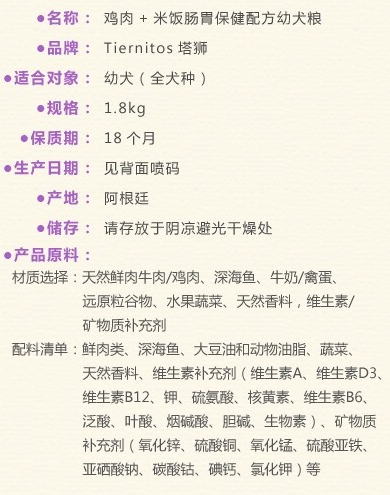 ●名称： 鸡肉 + 米饭肠胃保健配方幼犬粮
●品牌： Tiernitos 塔狮
●适合对象： 幼犬（全犬种）
●规格： 1.8kg
●保质期： 18 个月
●生产日期： 见背面喷码
●产地： 阿根廷
●储存： 请存放于阴凉避光干燥处
●产品原料：
材质选择：天然鲜肉牛肉/鸡肉、深海鱼、牛奶/禽蛋、
远原粒谷物、水果蔬菜、天然香料，维生素/
矿物质补充剂
配料清单：鲜肉类、深海鱼、大豆油和动物油脂、蔬菜、
天然香料、维生素补充剂（维生素A、维生素D3、
维生素B12、钾、硫氨酸、核黄素、维生素B6、
泛酸、叶酸、烟碱酸、胆碱、生物素）、矿物质
补充剂（氧化锌、硫酸铜、氧化锰、硫酸亚铁、
亚硒酸钠、碳酸钴、碘钙、氯化钾）等